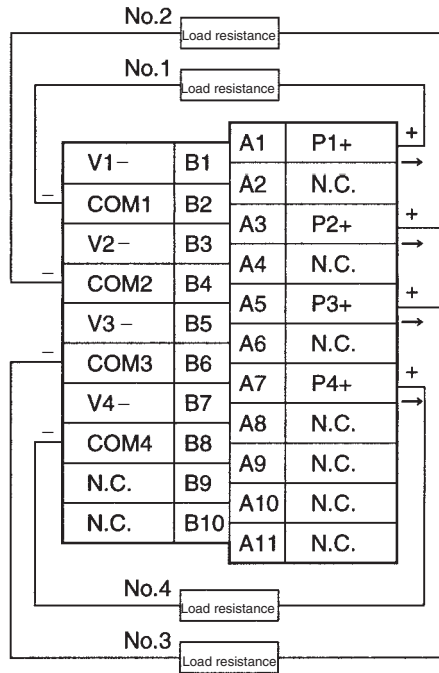 No.2
Load resistance
No.1
Load resistance
A1 P1+ +
V1− B1 →
A2 N.C.
− COM1 B2
A3 P2+ +
V2− B3 →
A4 N.C.
− COM2 B4
A5 P3+ +
V3− B5 →
A6 N.C.
− COM3 B6
A7 P4+ +
V4− B7 →
A8 N.C.
− COM4 B8
A9 N.C.
N.C. B9
A10 N.C.
N.C. B10
A11 N.C.
No.4
Load resistance
No.3
Load resistance